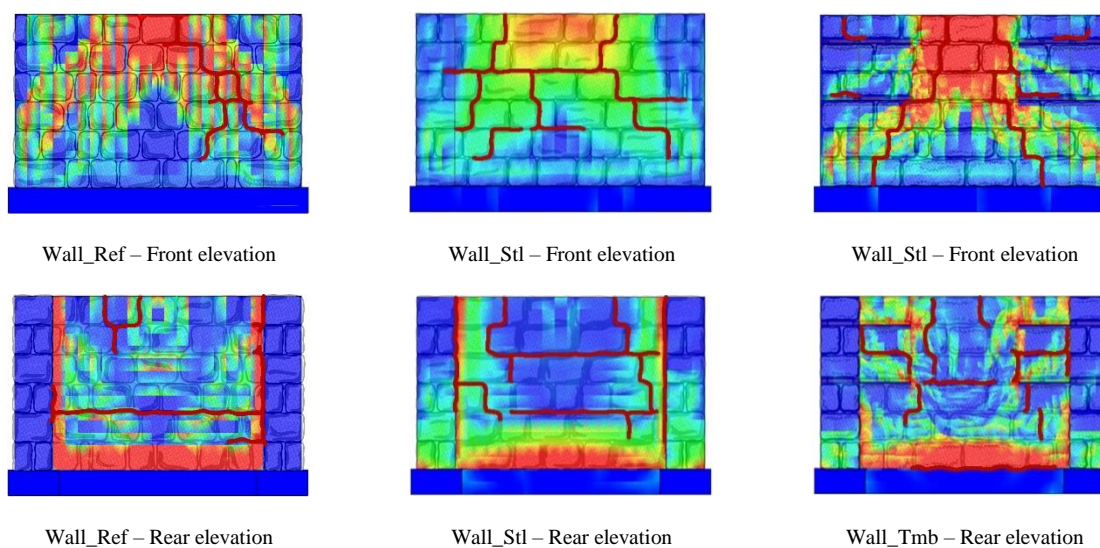 Wall_Ref – Front elevation
Wall_Stl – Front elevation
Wall_Stl – Front elevation
Wall_Ref – Rear elevation
Wall_Stl – Rear elevation
Wall_Tmb – Rear elevation